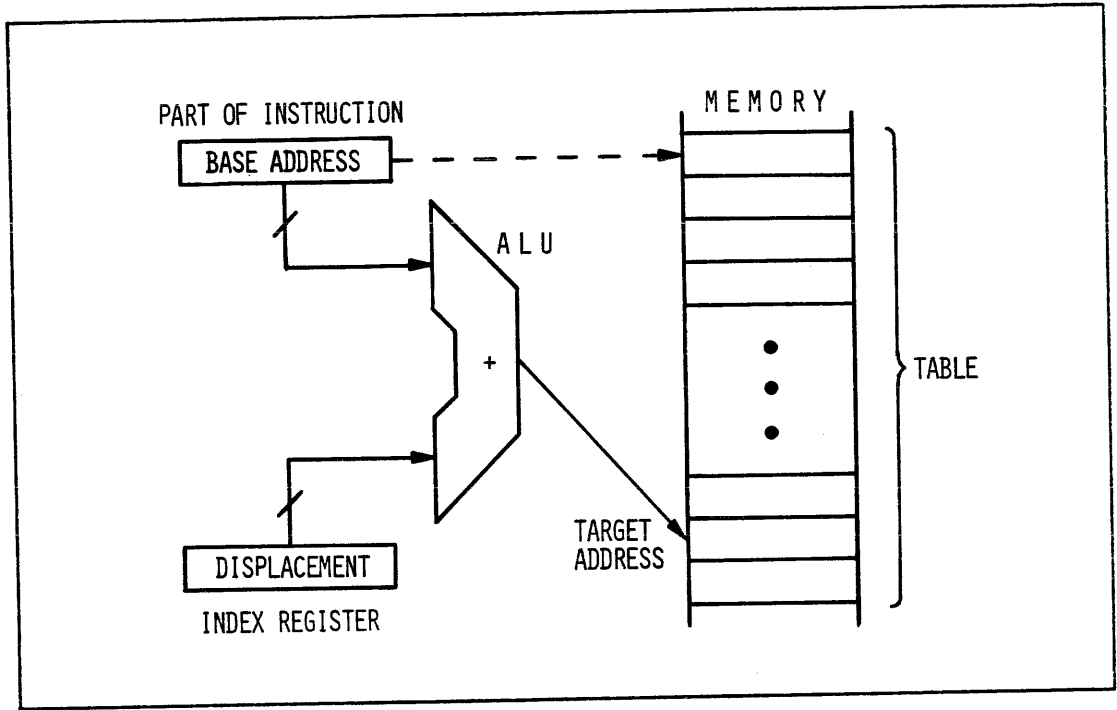 PART OF INSTRUCTION
BASE ADDRESS
MEMORY
ALU
+
TABLE
TARGET
ADDRESS
DISPLACEMENT
INDEX REGISTER